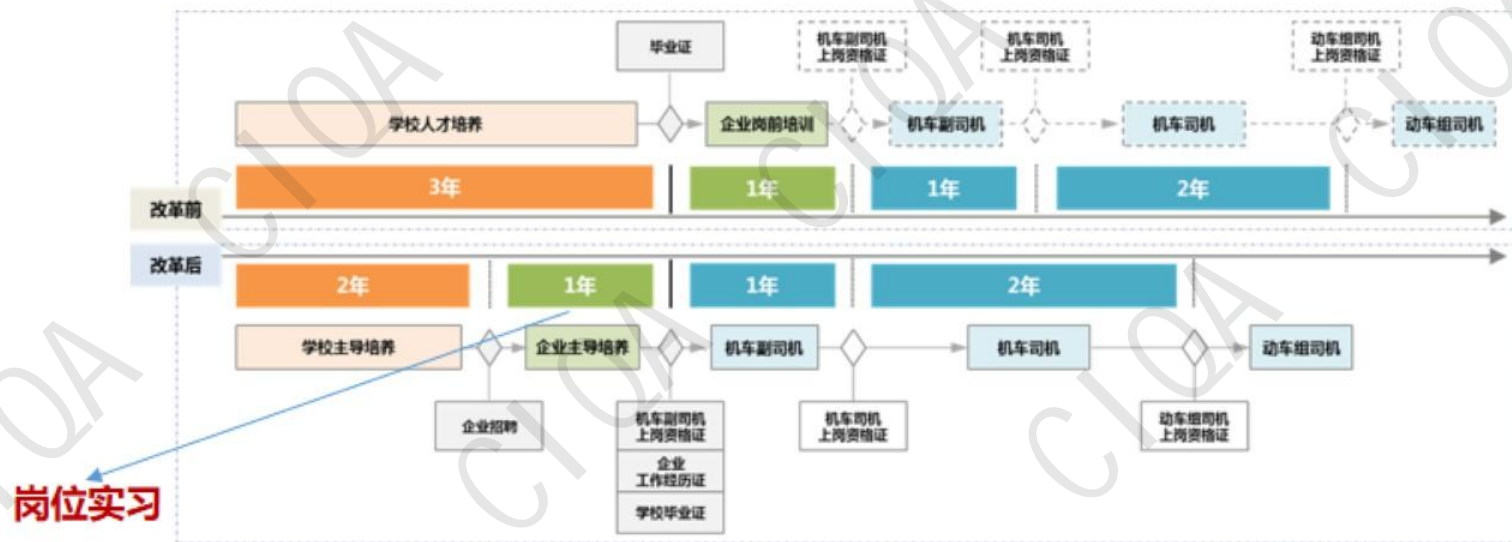 毕业证
机车副司机
上岗资格证
机车司机
上岗资格证
动车组司机
上岗资格证
学校人才培养
企业岗前培训
机车副司机
机车司机
动车组司机
3年
1年
1年
2年
改革前
改革后
2年
1年
1年
2年
学校主导培养
企业主导培养
机车副司机
机车司机
动车组司机
企业招聘
机车副司机
上岗资格证
企业
工作经历证
学校毕业证
机车司机
上岗资格证
动车组司机
上岗资格证
岗位实习
CIQA
CIQA
CIQA
CIQA
CIQA
CIQA